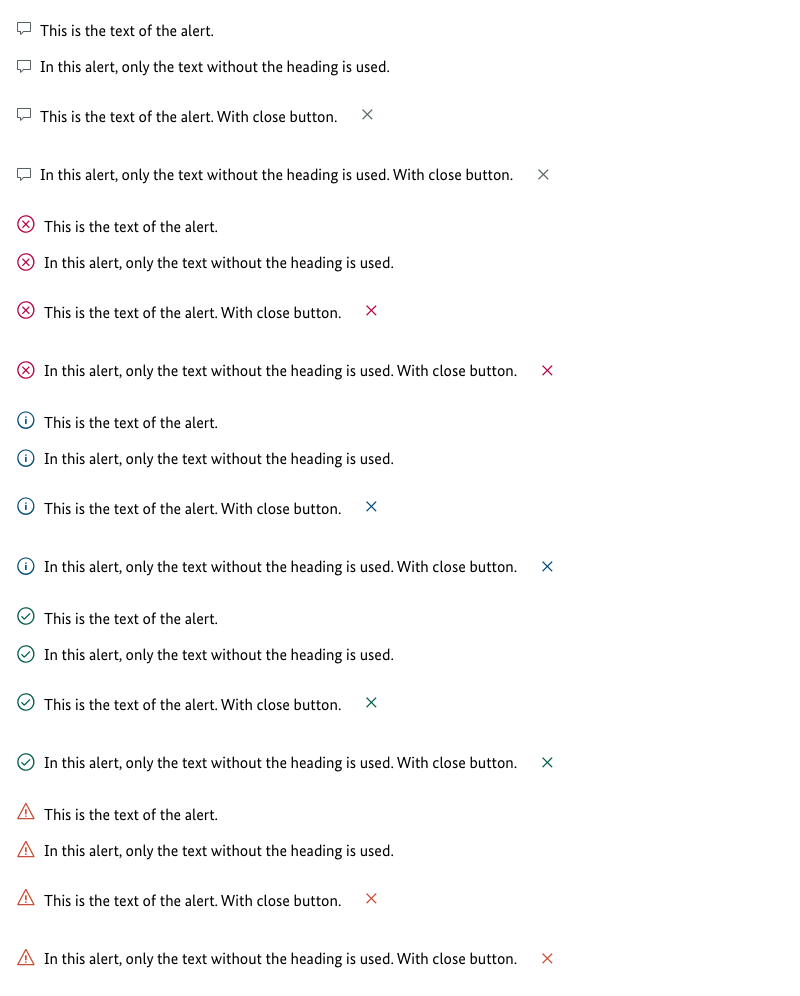 This is the text of the alert.
In this alert, only the text without the heading is used.
This is the text of the alert. With close button.
In this alert, only the text without the heading is used. With close button.
This is the text of the alert.
In this alert, only the text without the heading is used.
This is the text of the alert. With close button.
In this alert, only the text without the heading is used. With close button.
This is the text of the alert.
In this alert, only the text without the heading is used.
This is the text of the alert. With close button.
In this alert, only the text without the heading is used. With close button.
This is the text of the alert.
In this alert, only the text without the heading is used.
This is the text of the alert. With close button.
In this alert, only the text without the heading is used. With close button.
This is the text of the alert.
In this alert, only the text without the heading is used.
This is the text of the alert. With close button.
In this alert, only the text without the heading is used. With close button.